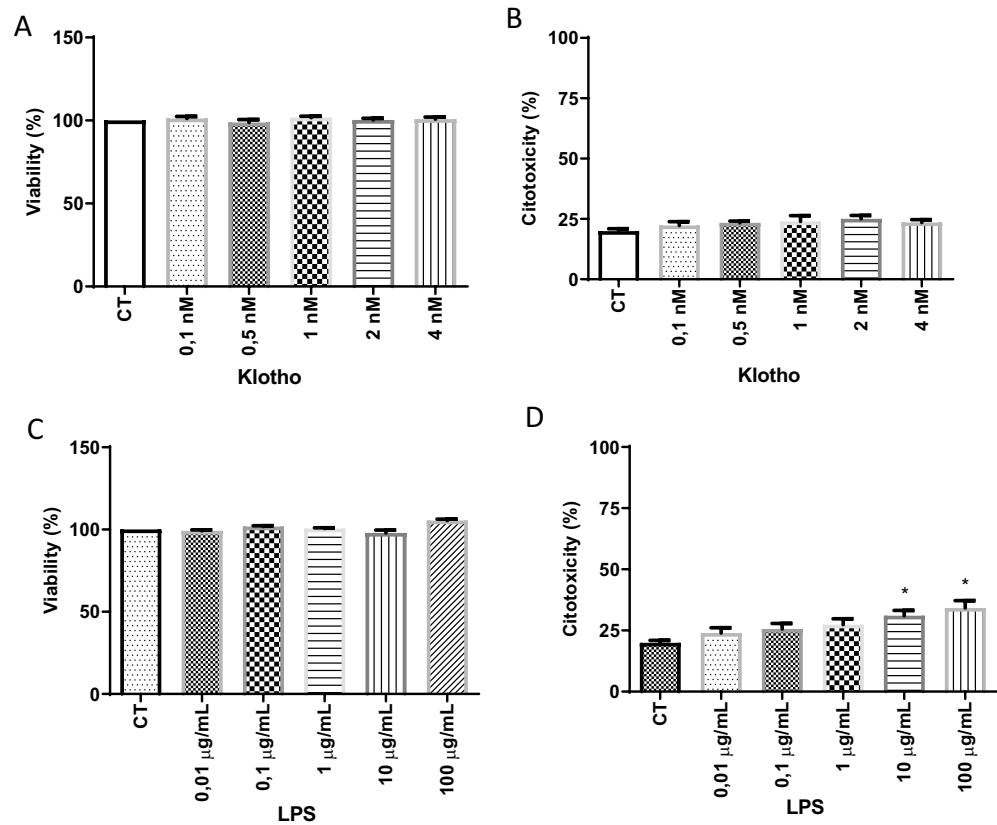 A
Viability (%)
150
100
50
0
CT
0,1 nM
0,5 nM
1 nM
2 nM
4 nM
Klotho
B
Citotoxicity (%)
100
75
50
25
0
CT
0,1 nM
0,5 nM
1 nM
2 nM
4 nM
Klotho
C
Viability (%)
150
100
50
0
CT
0,01 µg/mL
0,1 µg/mL
1 µg/mL
10 µg/mL
100 µg/mL
LPS
D
Citotoxicity (%)
100
75
50
25
0
*
*
CT
0,01 µg/mL
0,1 µg/mL
1 µg/mL
10 µg/mL
100 µg/mL
LPS